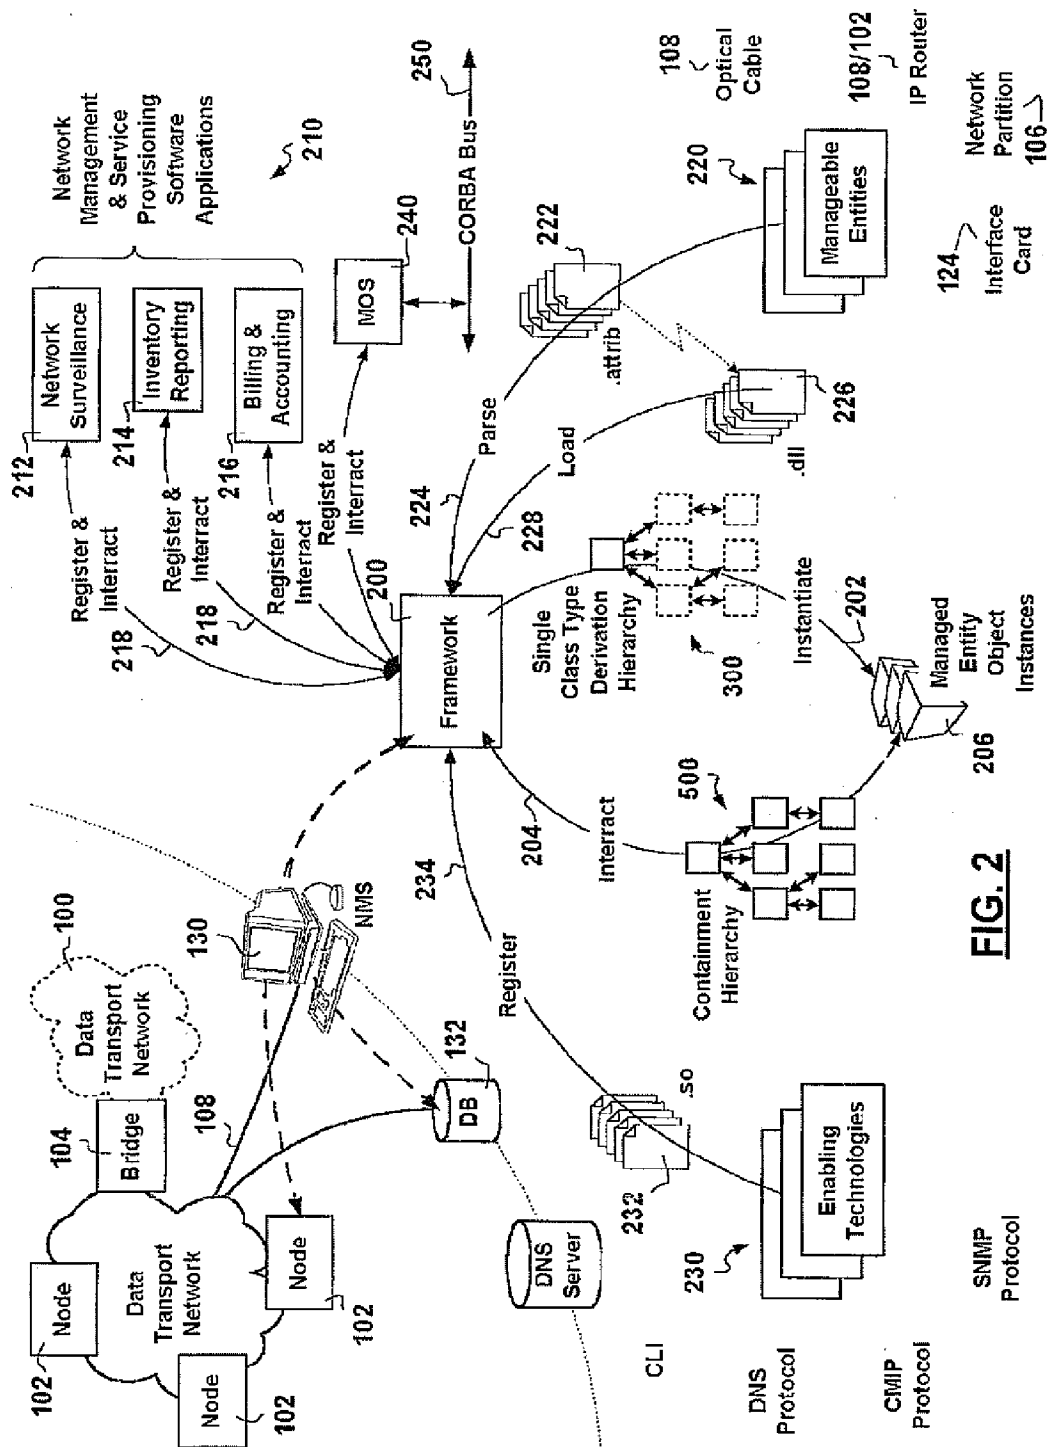 Network
Management
& Service
Provisioning
Software
Applications
210
212
Network
Surveillance
214
Inventory
Reporting
216
Billing &
Accounting
MOS
240
CORBA Bus
250
Register &
Interract
218
Register &
Interract
218
Register &
Interract
Register &
Interract
200
Framework
100
Data
Transport
Network
104
Bridge
102
Node
Data
Transport
Network
Node
102
Node
102
108
130
NMS
132
DB
DNS
Server
234
Register
204
Interract
224
Parse
228
Load
222
.attrib
226
.dll
220
Manageable
Entities
108
Optical
Cable
108/102
IP Router
Network
Partition
106
124
Interface
Card
Single
Class Type
Derivation
Hierarchy
300
Instantiate
202
Managed
Entity
Object
Instances
206
500
Containment
Hierarchy
.so
232
230
Enabling
Technologies
CLI
DNS
Protocol
CMIP
Protocol
SNMP
Protocol
FIG. 2